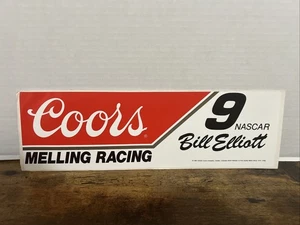 Coors
9
NASCAR
Bill Elliott
MELLING RACING